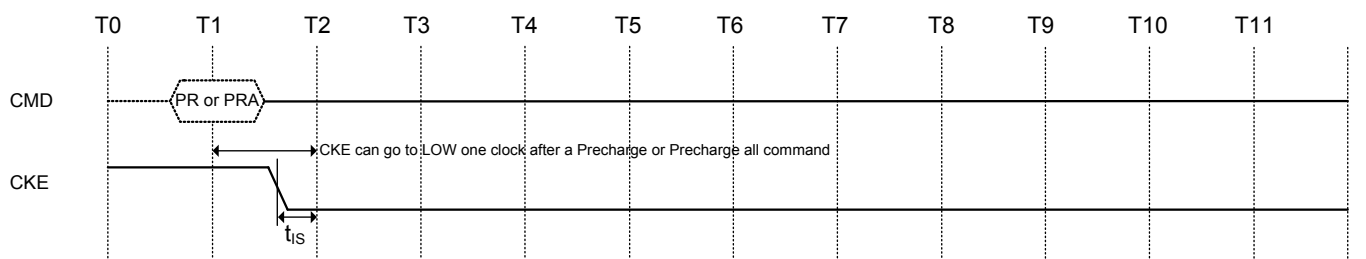 T0 T1 T2 T3 T4 T5 T6 T7 T8 T9 T10 T11
CMD PR or PRA
CKE can go to LOW one clock after a Precharge or Precharge all command
CKE
tIS